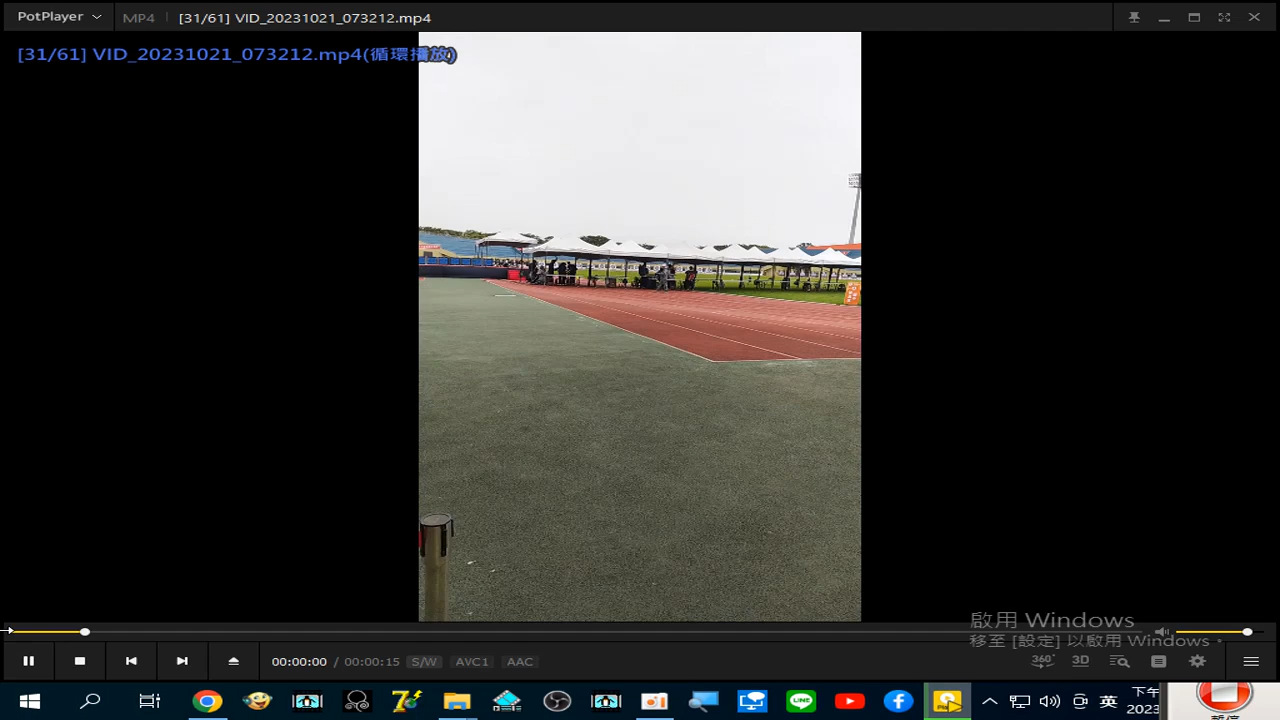 PotPlayer
MP4
[31/61] VID_20231021_073212.mp4
[31/61] VID_20231021_073212.mp4(循環播放)
啟用 Windows
移至 [設定] 以啟用 Windows。
00:00:00 / 00:00:15 S/W AVC1 AAC
360° 3D
英
下午
2023
暫停